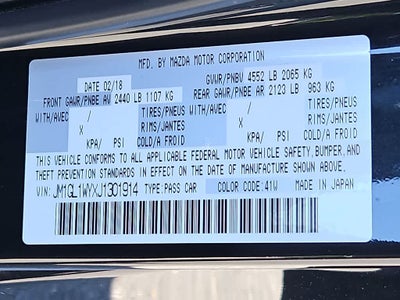 MFD. BY MAZDA MOTOR CORPORATION
DATE 02/18 GVWR/PNBV 4552 LB 2065 KG
FRONT GAWR/PNBE AV 2440 LB 1107 KG REAR GAWR/PNBE AR 2123 LB 963 KG
WITH/AVEC / TIRES/PNEUS WITH/AVEC / TIRES/PNEUS
X RIMS/JANTES X RIMS/JANTES
KPA/ PSI COLD/A FROID KPA/ PSI COLD/A FROID
THIS VEHICLE CONFORMS TO ALL APPLICABLE FEDERAL MOTOR VEHICLE SAFETY, BUMPER, AND
THEFT PREVENTION STANDARDS IN EFFECT ON THE DATE OF MANUFACTURE SHOWN ABOVE.
VIN: JM1GL1WYXJ1301914 TYPE: PASS CAR COLOR CODE: 41W MADE IN JAPAN